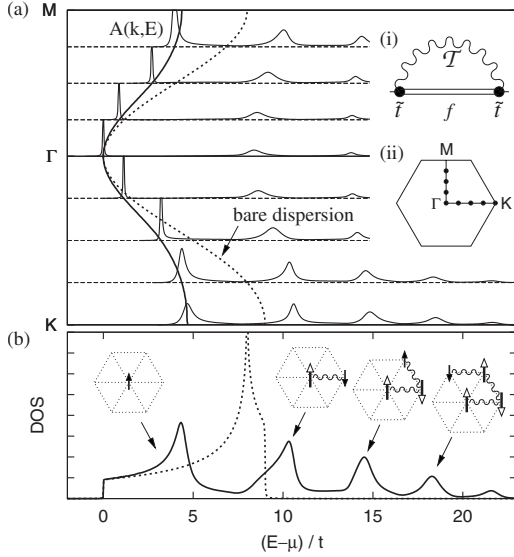 (a)
M
A(k,E)
(i)
𝒯
t̃ f t̃
(ii)
M
Γ
K
Γ
bare dispersion
K
(b)
DOS
0 5 10 15 20
(E−μ) / t